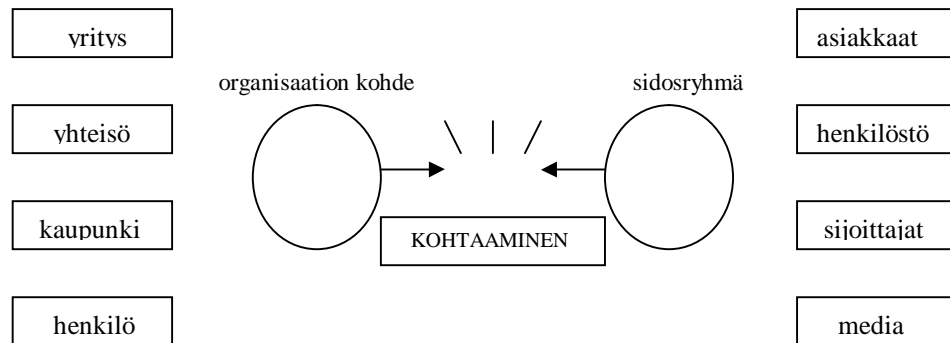 yritys
asiakkaat
organisaation kohde
sidosryhmä
yhteisö
henkilöstö
kaupunki
KOHTAAMINEN
sijoittajat
henkilö
media